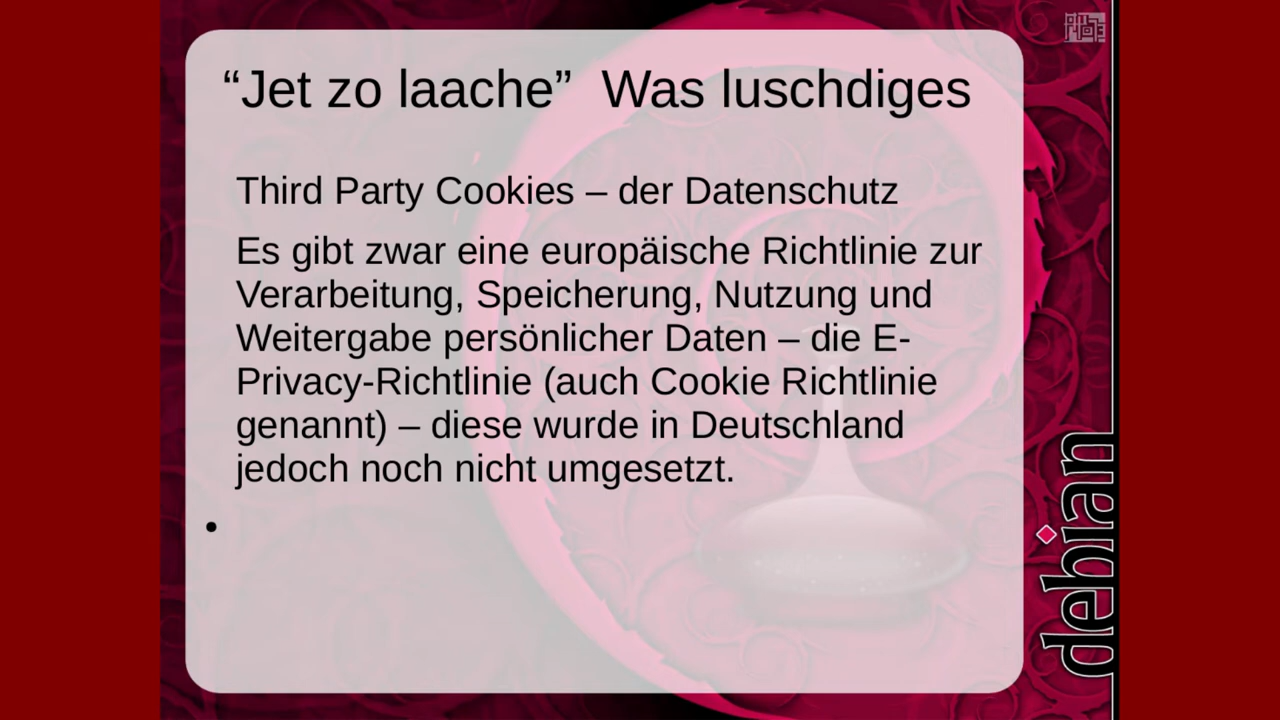 “Jet zo laache” Was luschdiges
Third Party Cookies – der Datenschutz
Es gibt zwar eine europäische Richtlinie zur
Verarbeitung, Speicherung, Nutzung und
Weitergabe persönlicher Daten – die E-
Privacy-Richtlinie (auch Cookie Richtlinie
genannt) – diese wurde in Deutschland
jedoch noch nicht umgesetzt.
debian